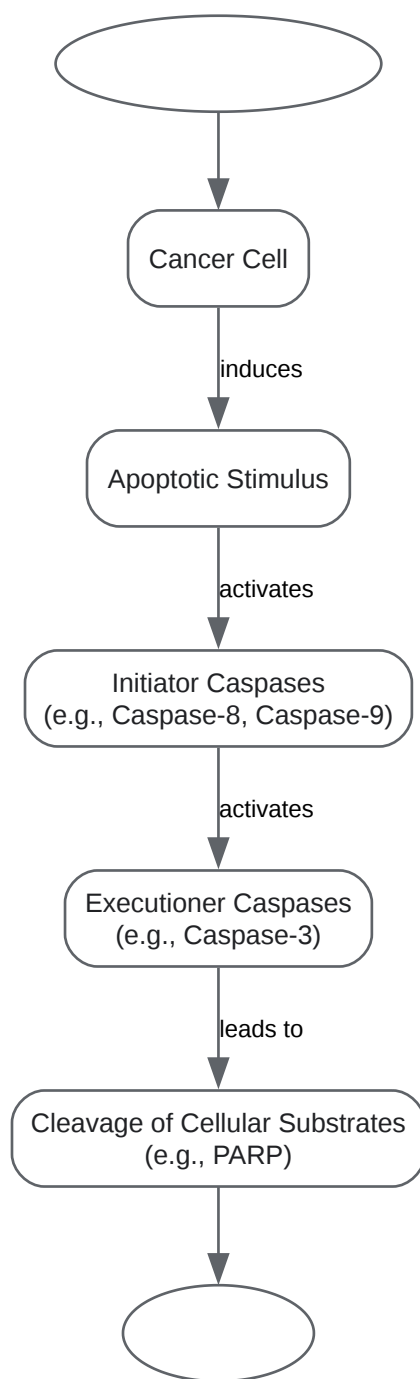 Cancer Cell
induces
Apoptotic Stimulus
activates
Initiator Caspases
(e.g., Caspase-8, Caspase-9)
activates
Executioner Caspases
(e.g., Caspase-3)
leads to
Cleavage of Cellular Substrates
(e.g., PARP)